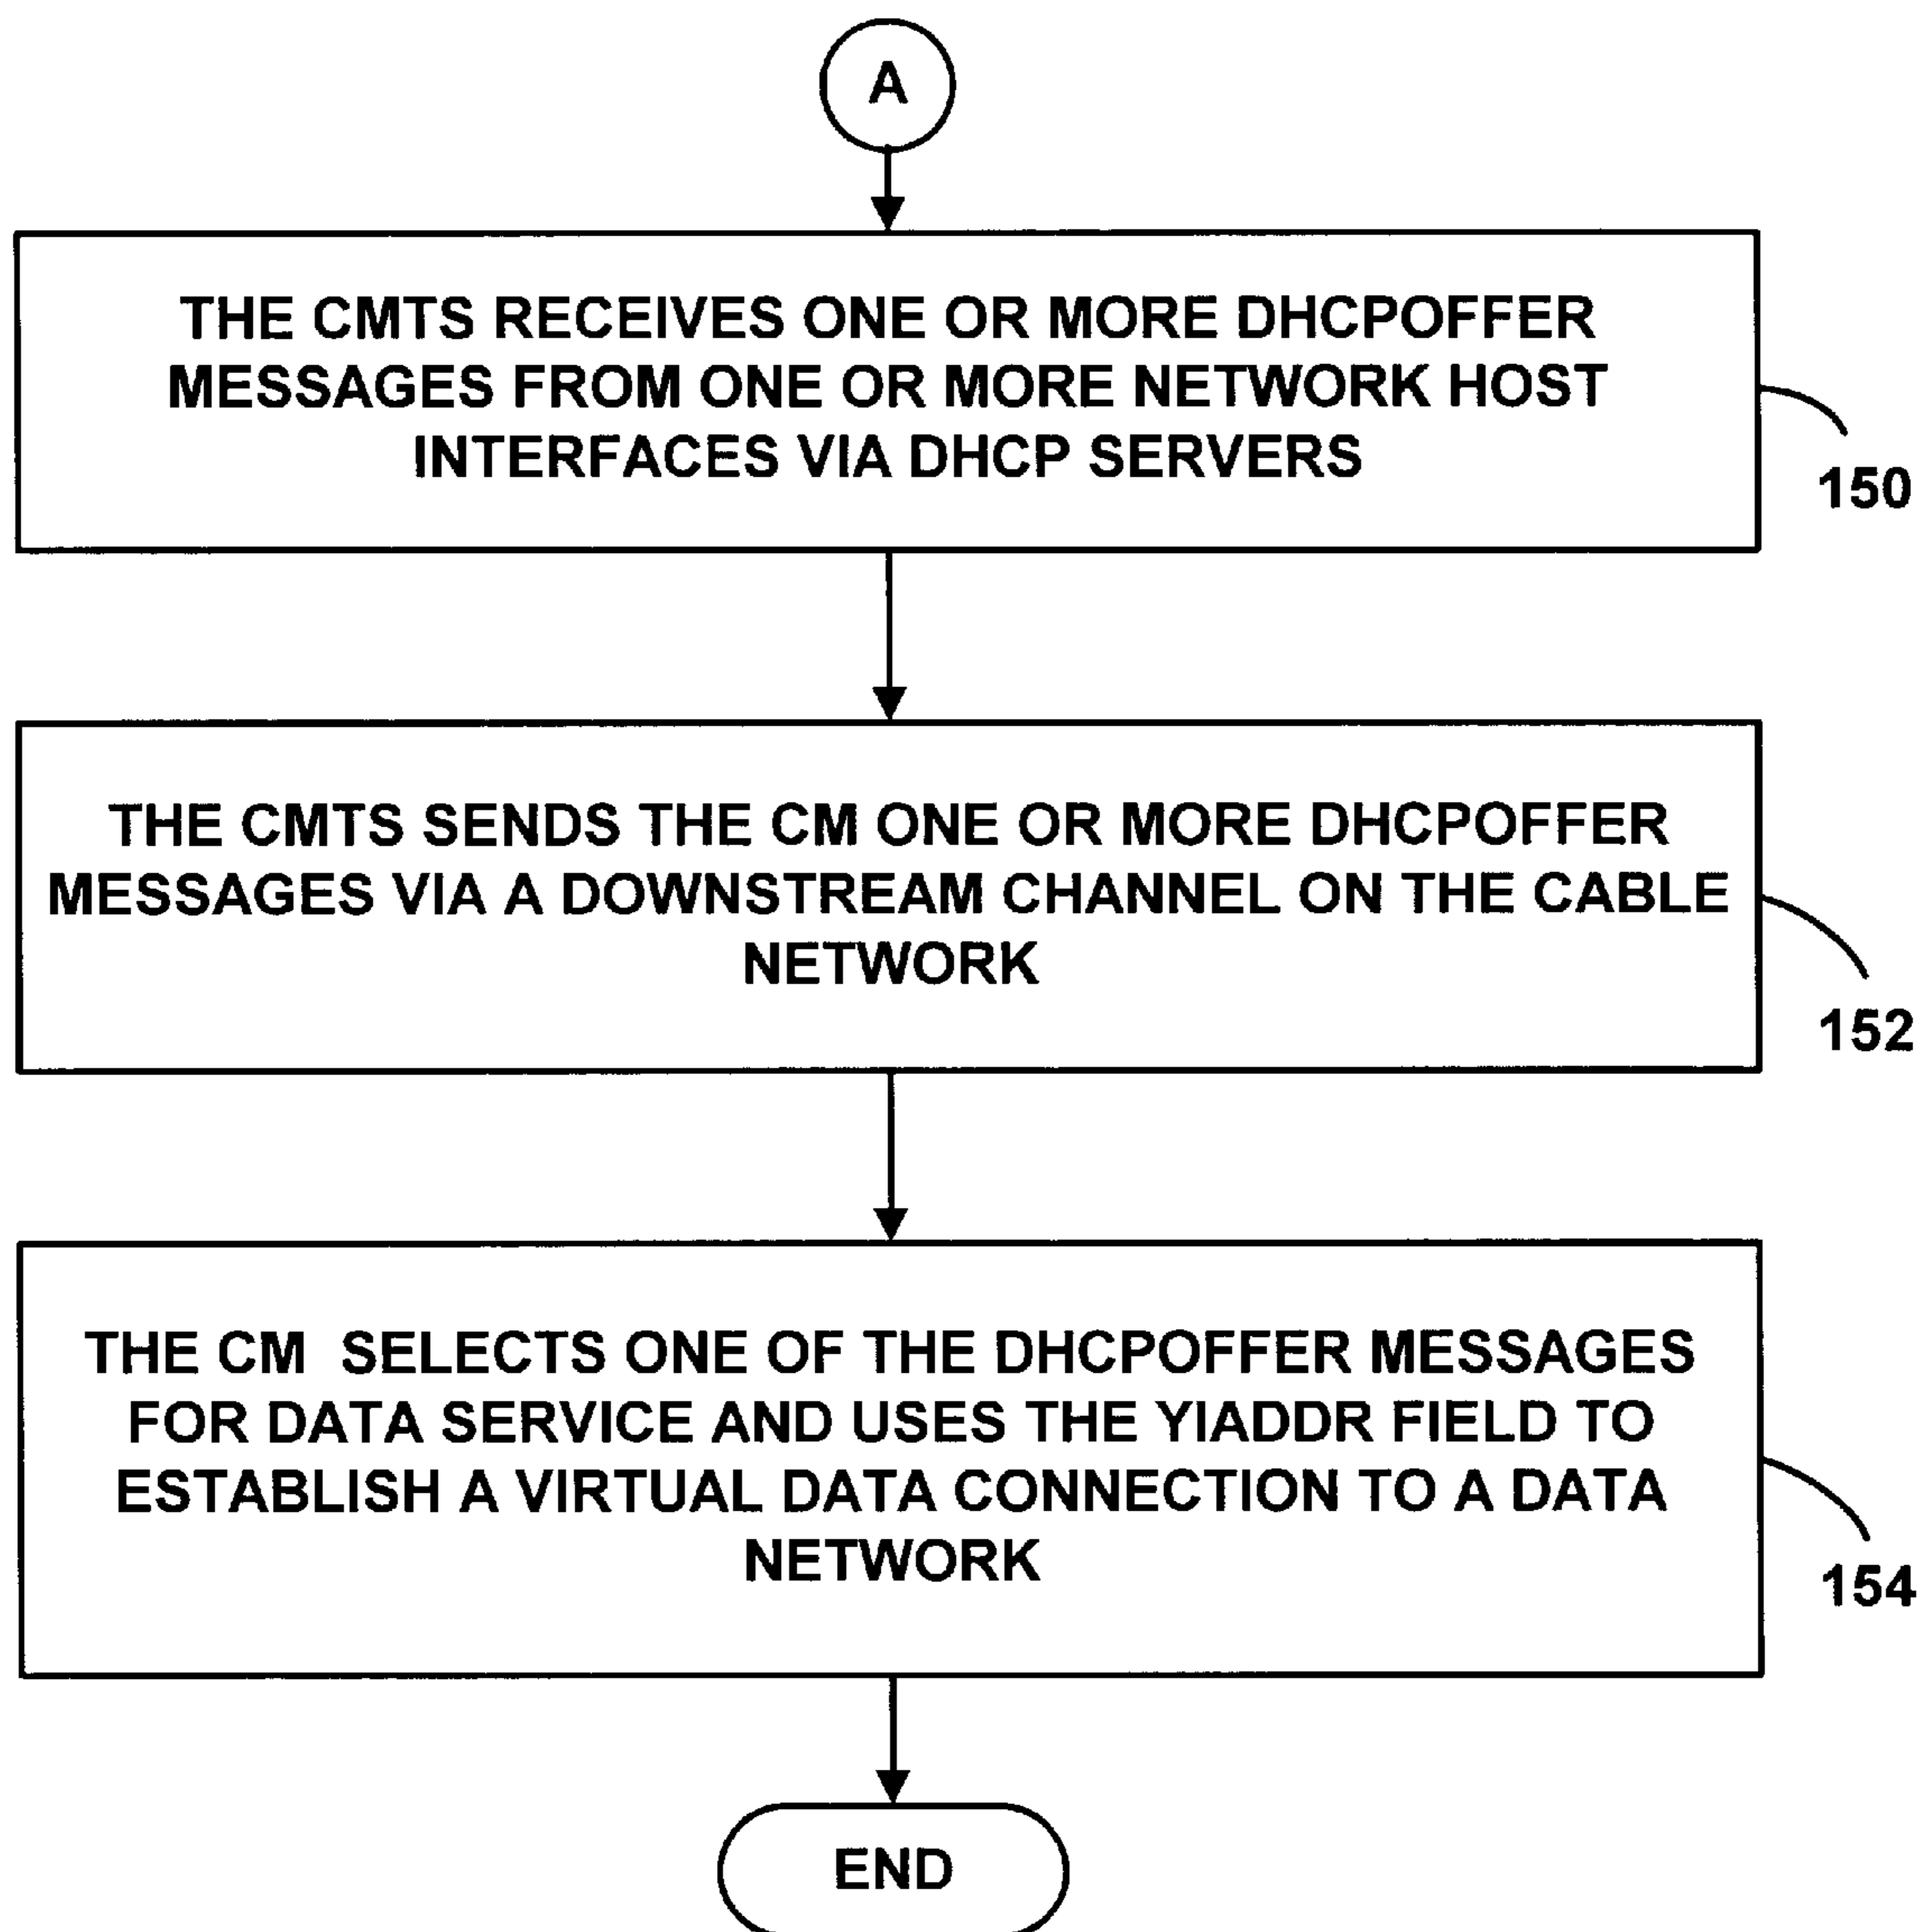 A
THE CMTS RECEIVES ONE OR MORE DHCPOFFER
MESSAGES FROM ONE OR MORE NETWORK HOST
INTERFACES VIA DHCP SERVERS
150
THE CMTS SENDS THE CM ONE OR MORE DHCPOFFER
MESSAGES VIA A DOWNSTREAM CHANNEL ON THE CABLE
NETWORK
152
THE CM SELECTS ONE OF THE DHCPOFFER MESSAGES
FOR DATA SERVICE AND USES THE YIADDR FIELD TO
ESTABLISH A VIRTUAL DATA CONNECTION TO A DATA
NETWORK
154
END